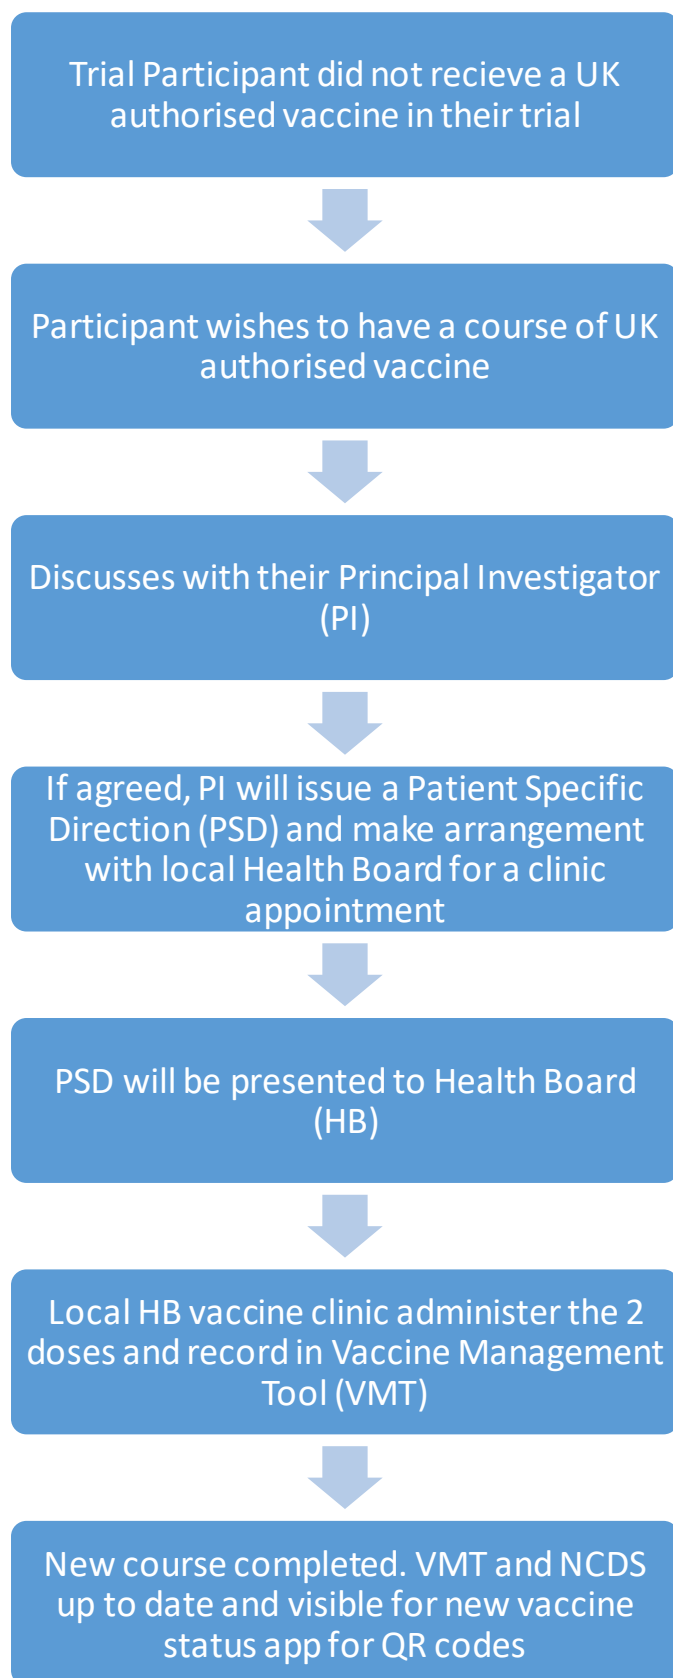 Trial Participant did not recieve a UK
authorised vaccine in their trial
Participant wishes to have a course of UK
authorised vaccine
Discusses with their Principal Investigator
(PI)
If agreed, PI will issue a Patient Specific
Direction (PSD) and make arrangement
with local Health Board for a clinic
appointment
PSD will be presented to Health Board
(HB)
Local HB vaccine clinic administer the 2
doses and record in Vaccine Management
Tool (VMT)
New course completed. VMT and NCDS
up to date and visible for new vaccine
status app for QR codes